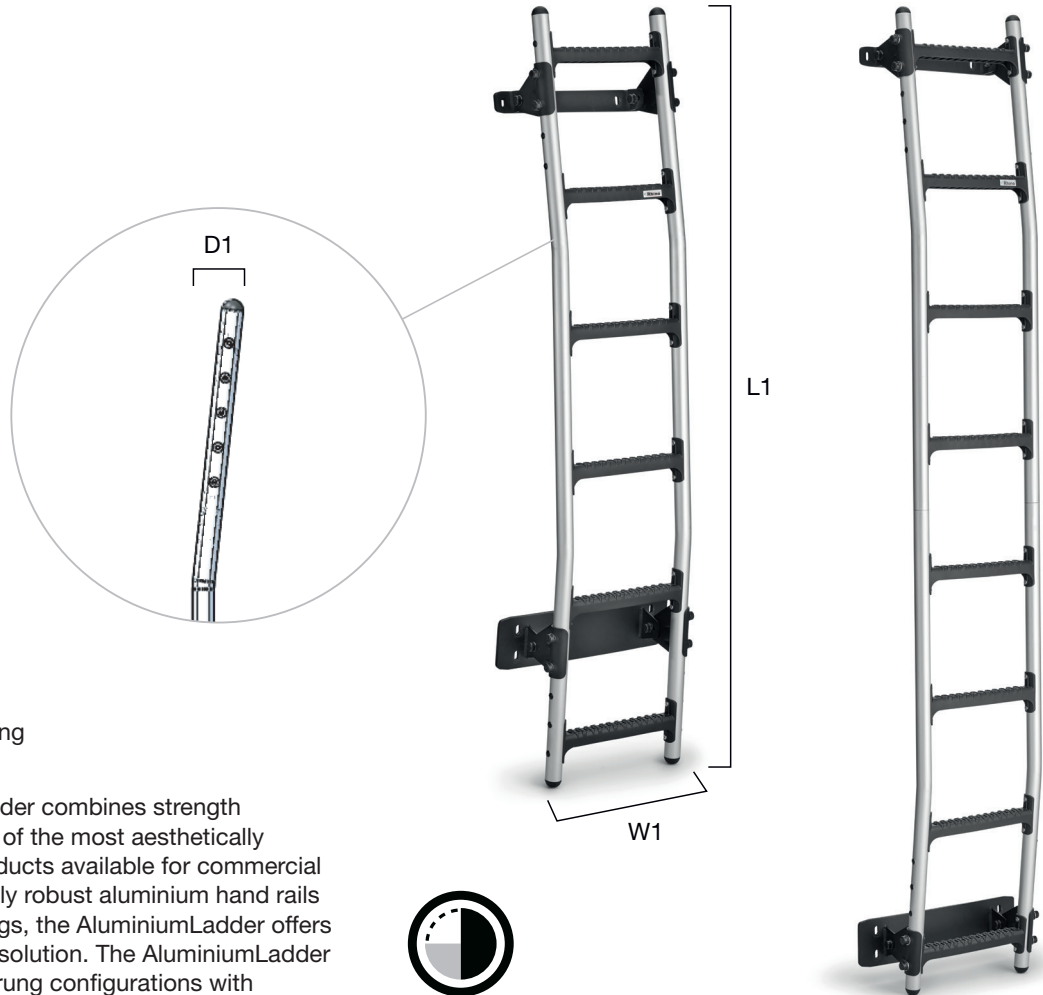 D1
L1
W1
Rhino
ng
der combines strength
of the most aesthetically
ducts available for commercial
ly robust aluminium hand rails
gs, the AluminiumLadder offers
solution. The AluminiumLadder
rung configurations with